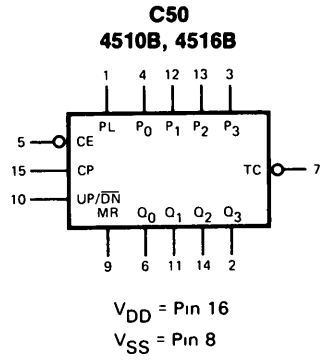 C50
4510B, 4516B
1 4 12 13 3
PL P0 P1 P2 P3
5 CE
15 CP TC 7
10 UP/DN
MR Q0 Q1 Q2 Q3
9 6 11 14 2
VDD = Pin 16
VSS = Pin 8